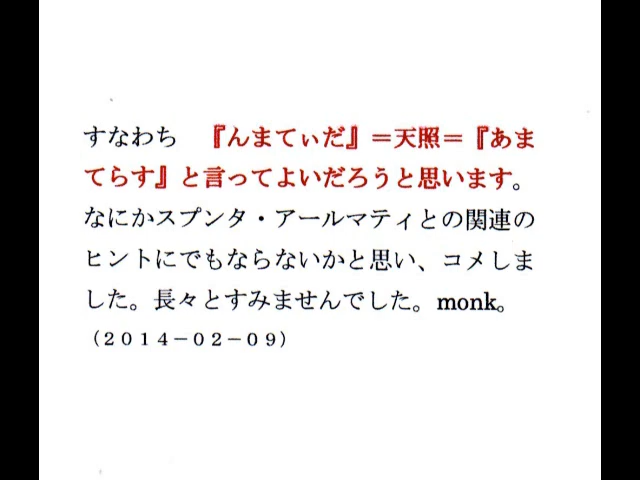 すなわち　『んまてぃだ』＝天照＝『あま
てらす』と言ってよいだろうと思います。
なにかスプンタ・アールマティとの関連の
ヒントにでもならないかと思い、コメしま
した。長々とすみませんでした。monk。
（２０１４－０２－０９）